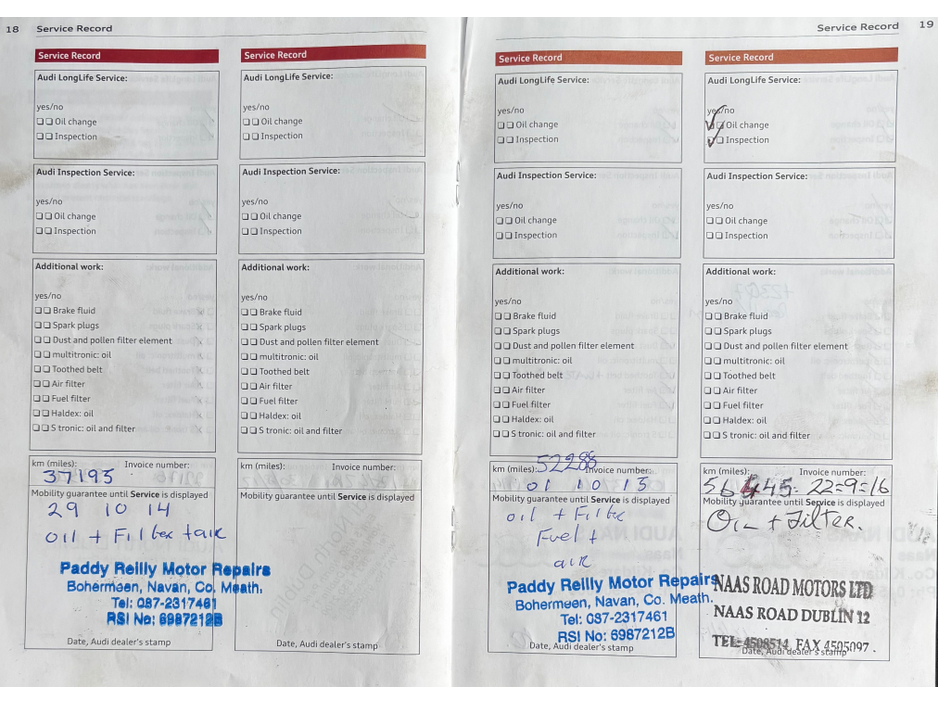 18 Service Record
Service Record
Audi LongLife Service:
yes/no
Oil change
Inspection
Audi Inspection Service:
yes/no
Oil change
Inspection
Additional work:
yes/no
Brake fluid
Spark plugs
Dust and pollen filter element
multitronic: oil
Toothed belt
Air filter
Fuel filter
Haldex: oil
S tronic: oil and filter
km (miles): Invoice number:
37195
Mobility guarantee until Service is displayed
29 10 14
oil + Filter + air
Paddy Reilly Motor Repairs
Bohermeen, Navan, Co. Meath.
Tel: 087-2317461
RSI No: 6987212B
Date, Audi dealer's stamp
Service Record
Audi LongLife Service:
yes/no
Oil change
Inspection
Audi Inspection Service:
yes/no
Oil change
Inspection
Additional work:
yes/no
Brake fluid
Spark plugs
Dust and pollen filter element
multitronic: oil
Toothed belt
Air filter
Fuel filter
Haldex: oil
S tronic: oil and filter
km (miles): Invoice number:
Mobility guarantee until Service is displayed
Date, Audi dealer's stamp
Service Record 19
Service Record
Audi LongLife Service:
yes/no
Oil change
Inspection
Audi Inspection Service:
yes/no
Oil change
Inspection
Additional work:
yes/no
Brake fluid
Spark plugs
Dust and pollen filter element
multitronic: oil
Toothed belt
Air filter
Fuel filter
Haldex: oil
S tronic: oil and filter
km (miles): 52288 Invoice number:
01 10 15
Mobility guarantee until Service is displayed
oil + Filter
Fuel +
air
Paddy Reilly Motor Repairs
Bohermeen, Navan, Co. Meath.
Tel: 087-2317461
RSI No: 6987212B
Date, Audi dealer's stamp
Service Record
Audi LongLife Service:
yes/no
Oil change
Inspection
Audi Inspection Service:
yes/no
Oil change
Inspection
Additional work:
yes/no
Brake fluid
Spark plugs
Dust and pollen filter element
multitronic: oil
Toothed belt
Air filter
Fuel filter
Haldex: oil
S tronic: oil and filter
km (miles): Invoice number:
56445 22=9=16
Mobility guarantee until Service is displayed
Oil + Filter.
NAAS ROAD MOTORS LTD
NAAS ROAD DUBLIN 12
TEL: 4508514 FAX 4505097.
Date, Audi dealer's stamp